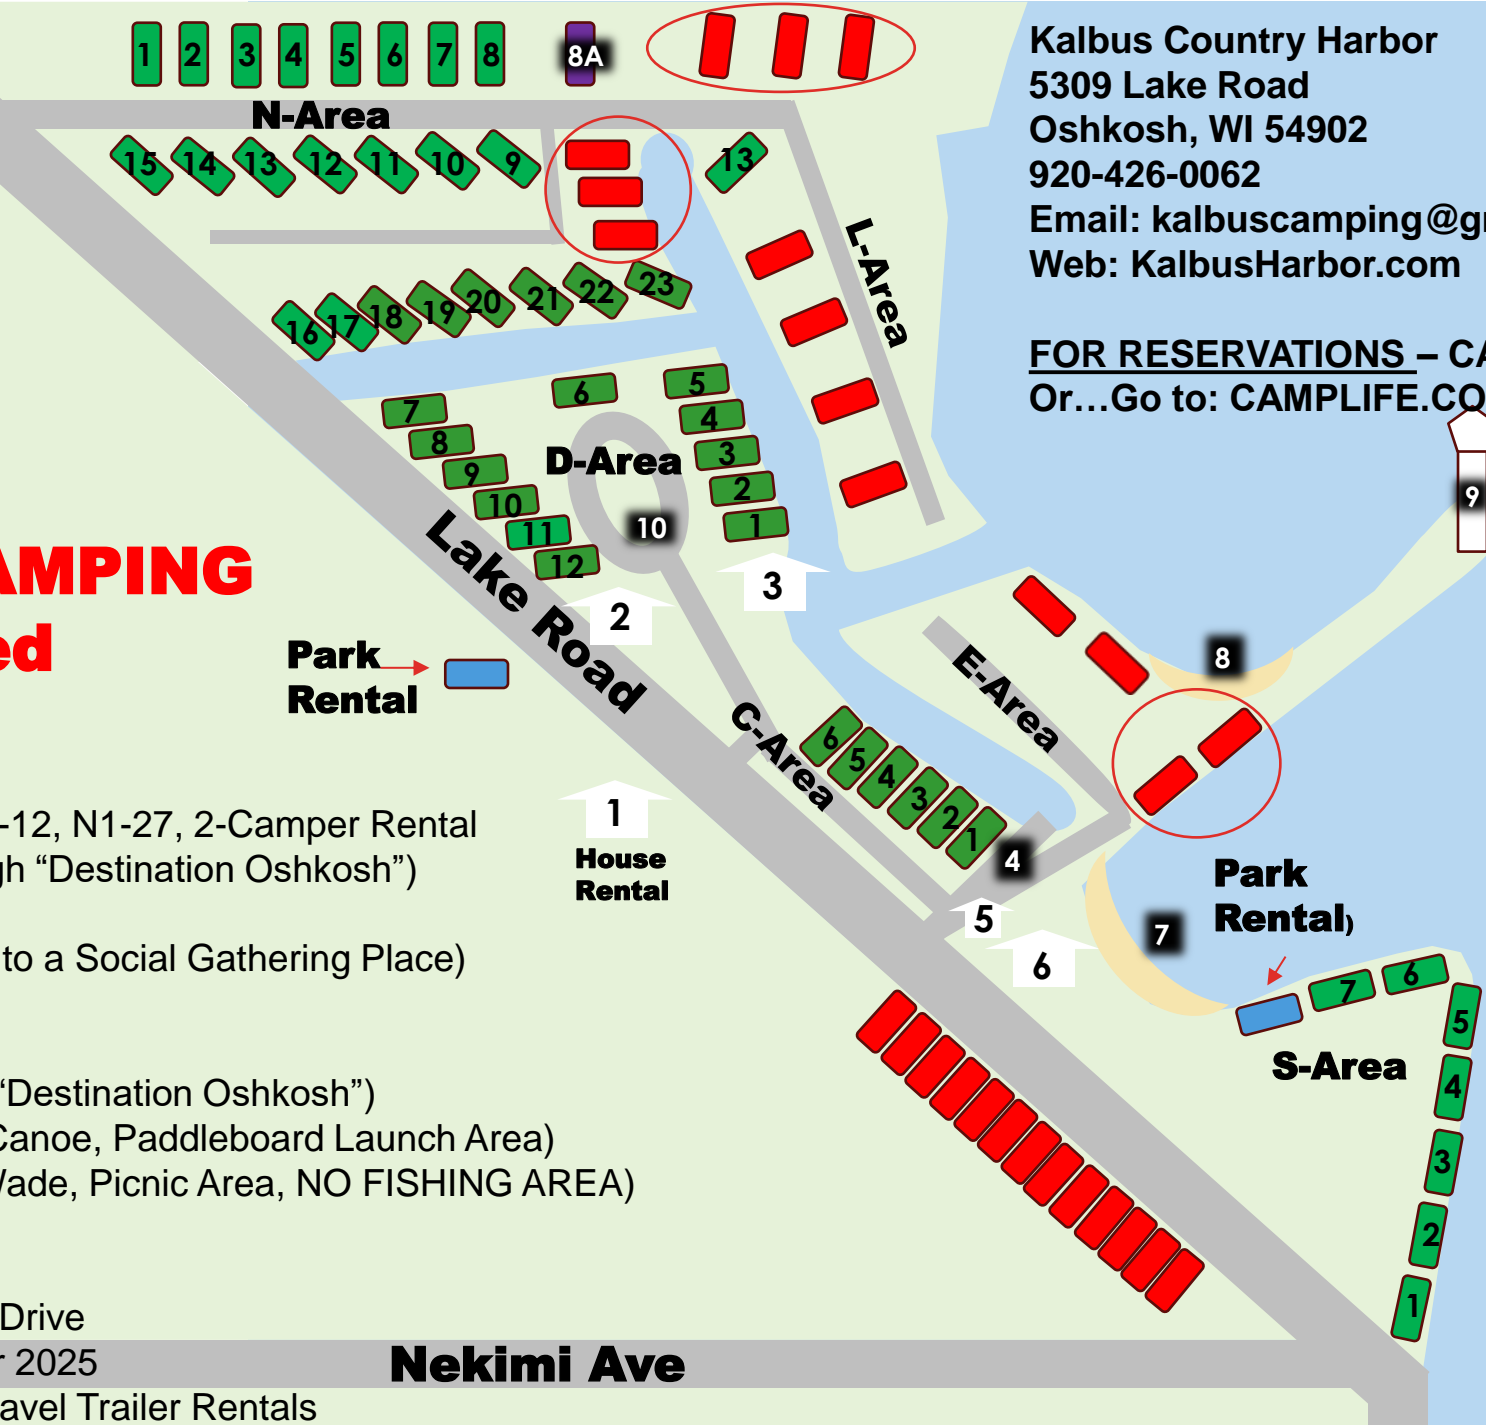 1 2 3 4 5 6 7 8 8A
N-Area
15 14 13 12 11 10 9 13
16 17 18 19 20 21 22 23
L-Area
Kalbus Country Harbor
5309 Lake Road
Oshkosh, WI 54902
920-426-0062
Email: kalbuscamping@gr
Web: KalbusHarbor.com
FOR RESERVATIONS – CA
Or…Go to: CAMPLIFE.CO
9
7 8 9 10 11 12
6
5 4 3 2 1
D-Area
10
Lake Road
2
3
AMPING
ed
Park
Rental
E-Area
8
C-Area
6 5 4 3 2 1
4
5
6
7
1
House
Rental
Park
Rental)
7 6
5
4
3
2
1
S-Area
-12, N1-27, 2-Camper Rental
gh “Destination Oshkosh”)
to a Social Gathering Place)
“Destination Oshkosh”)
Canoe, Paddleboard Launch Area)
Wade, Picnic Area, NO FISHING AREA)
Drive
r 2025
avel Trailer Rentals
Nekimi Ave